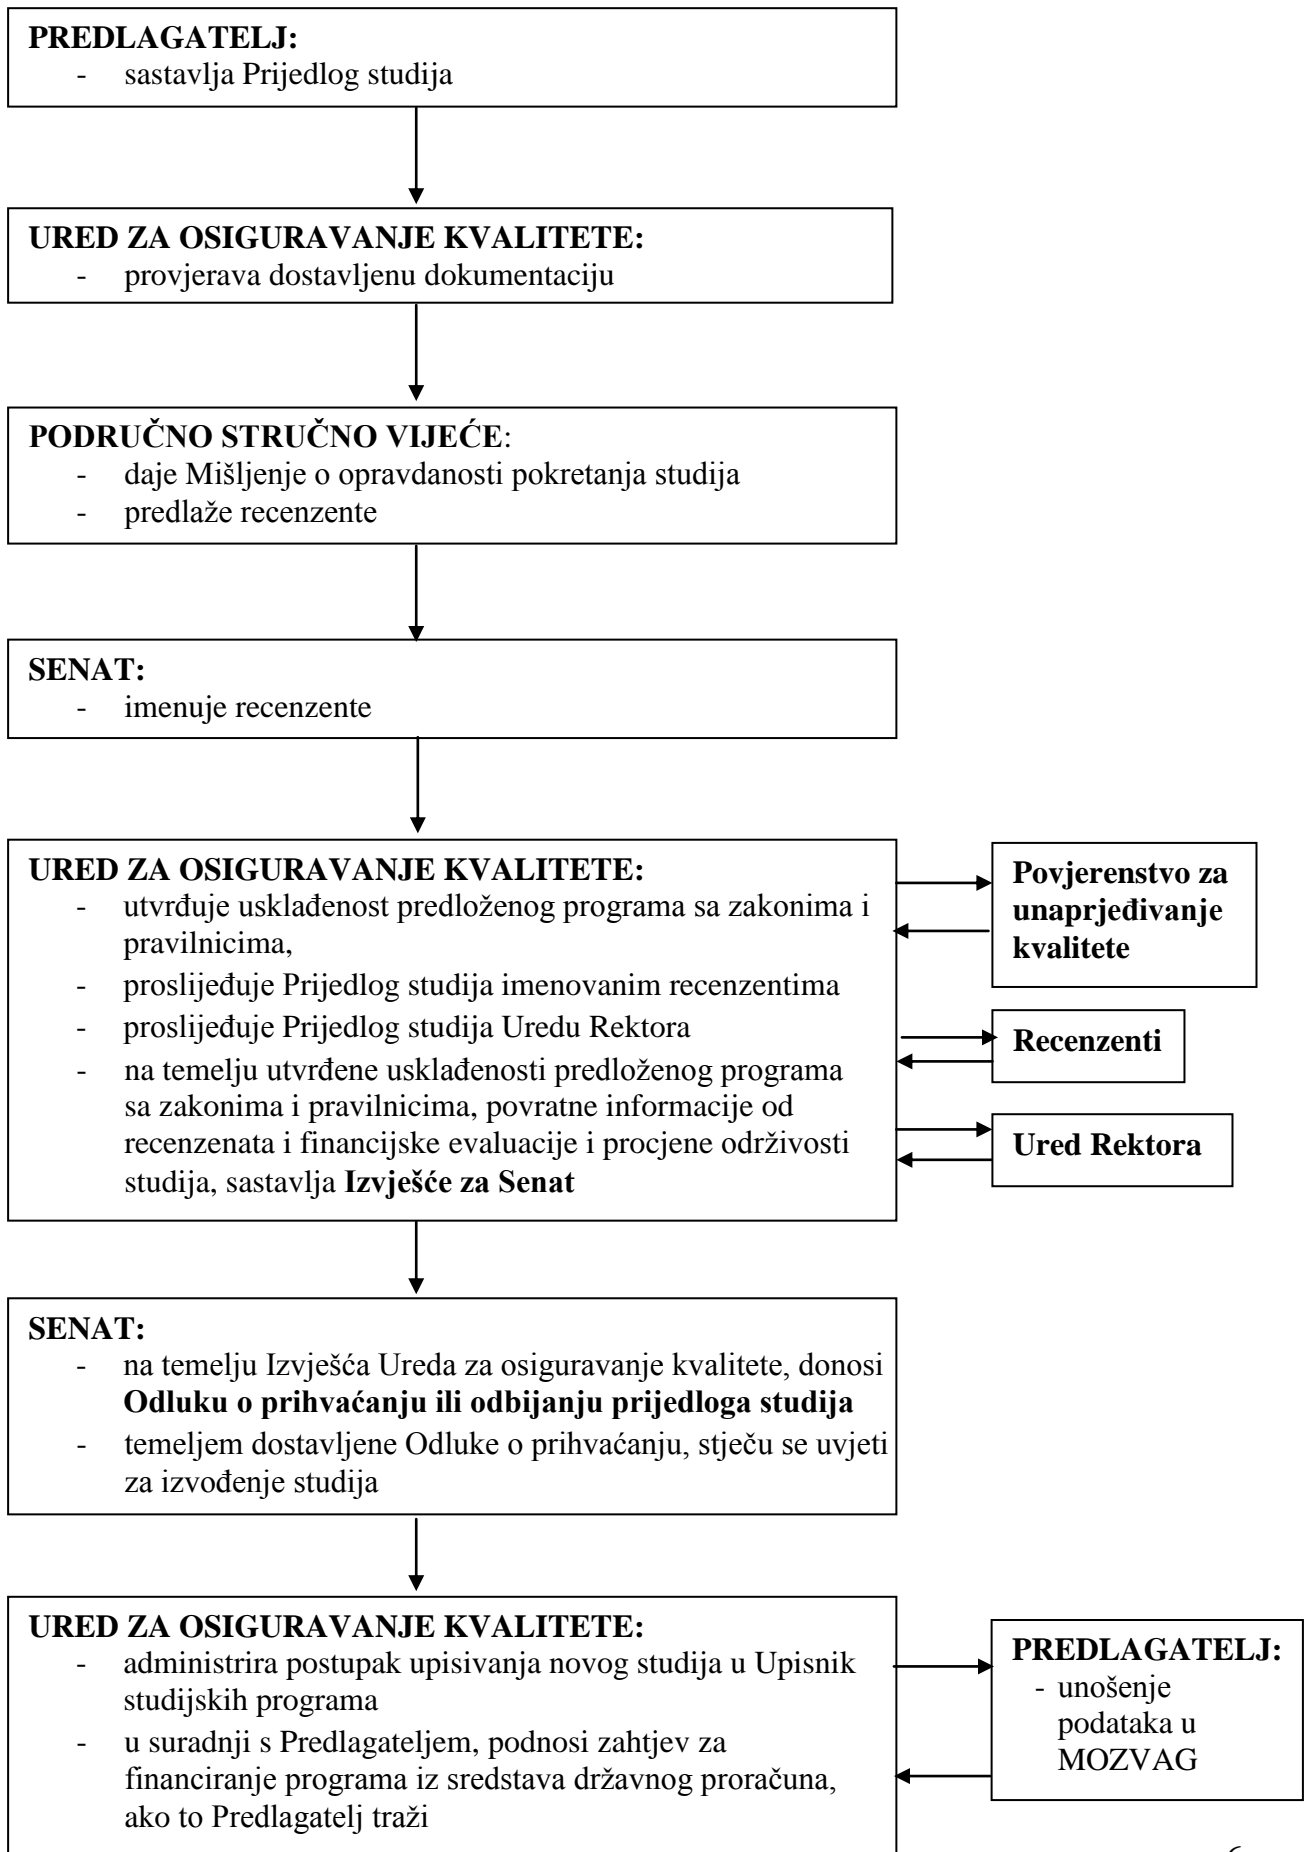 PREDLAGATELJ:
- sastavlja Prijedlog studija
URED ZA OSIGURAVANJE KVALITETE:
- provjerava dostavljenu dokumentaciju
PODRUČNO STRUČNO VIJEĆE:
- daje Mišljenje o opravdanosti pokretanja studija
- predlaže recenzente
SENAT:
- imenuje recenzente
URED ZA OSIGURAVANJE KVALITETE:
- utvrđuje usklađenost predloženog programa sa zakonima i
pravilnicima,
- proslijeđuje Prijedlog studija imenovanim recenzentima
- proslijeđuje Prijedlog studija Uredu Rektora
- na temelju utvrđene usklađenosti predloženog programa
sa zakonima i pravilnicima, povratne informacije od
recenzenata i financijske evaluacije i procjene održivosti
studija, sastavlja Izvješće za Senat
Povjerenstvo za
unaprjeđivanje
kvalitete
Recenzenti
Ured Rektora
SENAT:
- na temelju Izvješća Ureda za osiguravanje kvalitete, donosi
Odluku o prihvaćanju ili odbijanju prijedloga studija
- temeljem dostavljene Odluke o prihvaćanju, stječu se uvjeti
za izvođenje studija
URED ZA OSIGURAVANJE KVALITETE:
- administrira postupak upisivanja novog studija u Upisnik
studijskih programa
- u suradnji s Predlagateljem, podnosi zahtjev za
financiranje programa iz sredstava državnog proračuna,
ako to Predlagatelj traži
PREDLAGATELJ:
- unošenje
podataka u
MOZVAG